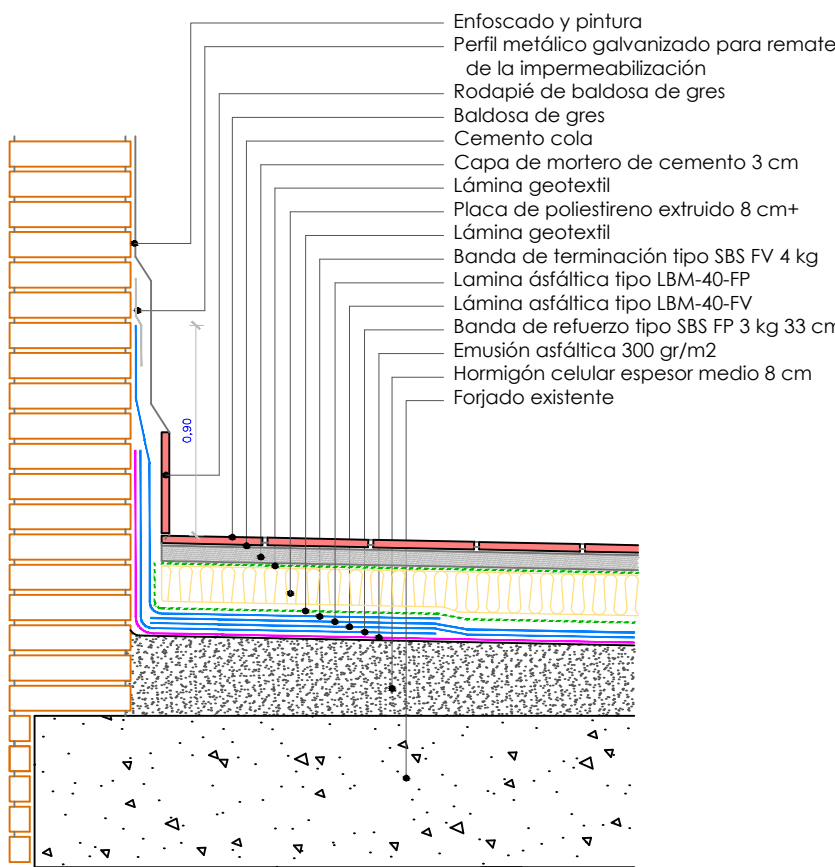 Enfoscado y pintura
Perfil metálico galvanizado para remate
de la impermeabilización
Rodapié de baldosa de gres
Baldosa de gres
Cemento cola
Capa de mortero de cemento 3 cm
Lámina geotextil
Placa de poliestireno extruido 8 cm+
Lámina geotextil
Banda de terminación tipo SBS FV 4 kg
Lamina ásfáltica tipo LBM-40-FP
Lámina asfáltica tipo LBM-40-FV
Banda de refuerzo tipo SBS FP 3 kg 33 cm
Emusión asfáltica 300 gr/m2
Hormigón celular espesor medio 8 cm
Forjado existente
0,90